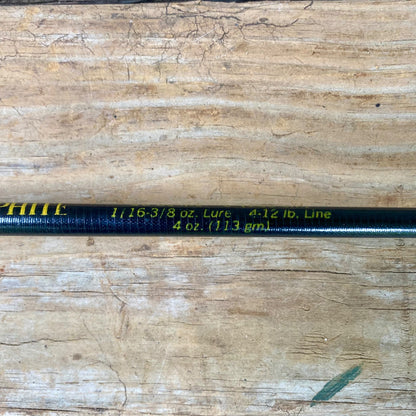 PHITE 1/16-3/8 oz. Lure 4-12 lb. Line
4 oz. (113 gm)